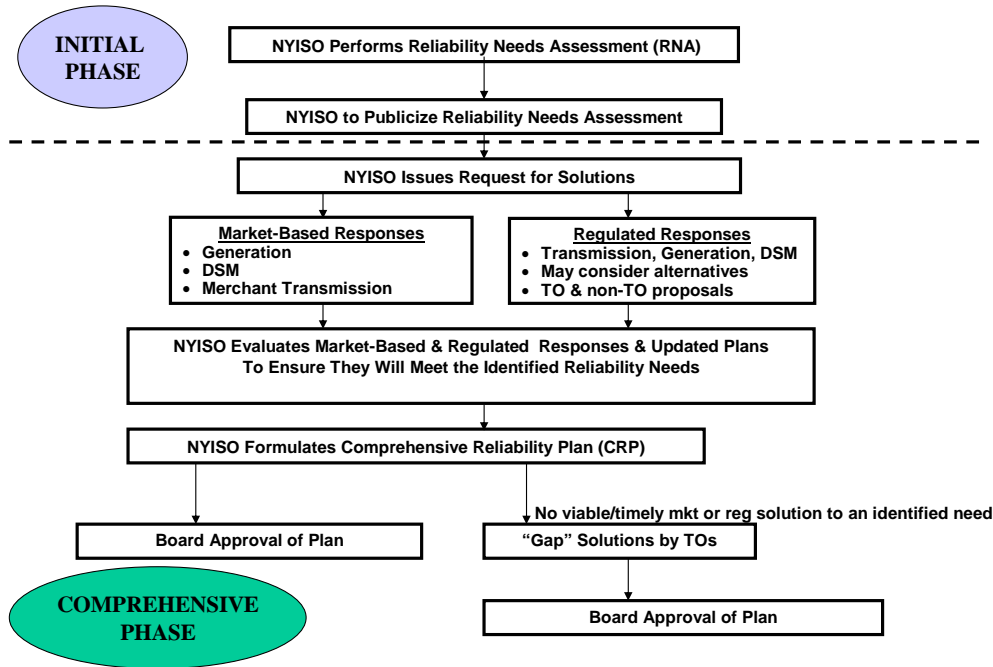 INITIAL
PHASE
NYISO Performs Reliability Needs Assessment (RNA)
NYISO to Publicize Reliability Needs Assessment
NYISO Issues Request for Solutions
Market-Based Responses
• Generation
• DSM
• Merchant Transmission
Regulated Responses
• Transmission, Generation, DSM
• May consider alternatives
• TO & non-TO proposals
NYISO Evaluates Market-Based & Regulated Responses & Updated Plans
To Ensure They Will Meet the Identified Reliability Needs
NYISO Formulates Comprehensive Reliability Plan (CRP)
No viable/timely mkt or reg solution to an identified need
Board Approval of Plan
“Gap” Solutions by TOs
COMPREHENSIVE
PHASE
Board Approval of Plan